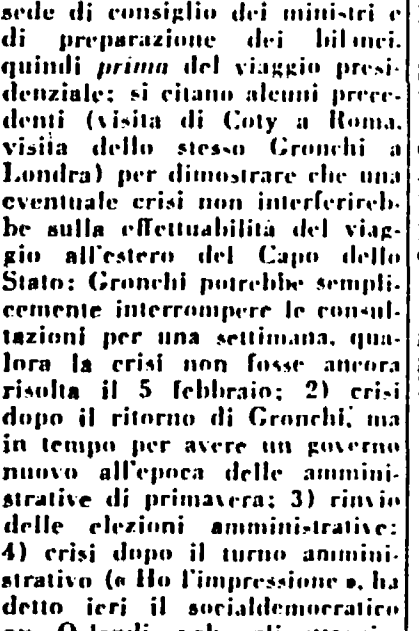 sede di consiglio dei ministri e
di preparazione dei bilanci.
quindi prima del viaggio presi-
denziale; si citano alcuni prece-
denti (visita di Coty a Roma.
visita dello stesso Gronchi a
Londra) per dimostrare che una
eventuale crisi non interferireb-
be sulla effettuabilità del viag-
gio all'estero del Capo dello
Stato: Gronchi potrebbe sempli-
cemente interrompere le consul-
tazioni per una settimana, qua-
lora la crisi non fosse ancora
risolta il 5 febbraio; 2) crisi
dopo il ritorno di Gronchi, ma
in tempo per avere un governo
nuovo all'epoca delle ammini-
strative di primavera; 3) rinvio
delle elezioni amministrative;
4) crisi dopo il turno ammini-
strativo (« Ho l'impressione », ha
detto ieri il socialdemocratico
on. Orlandi